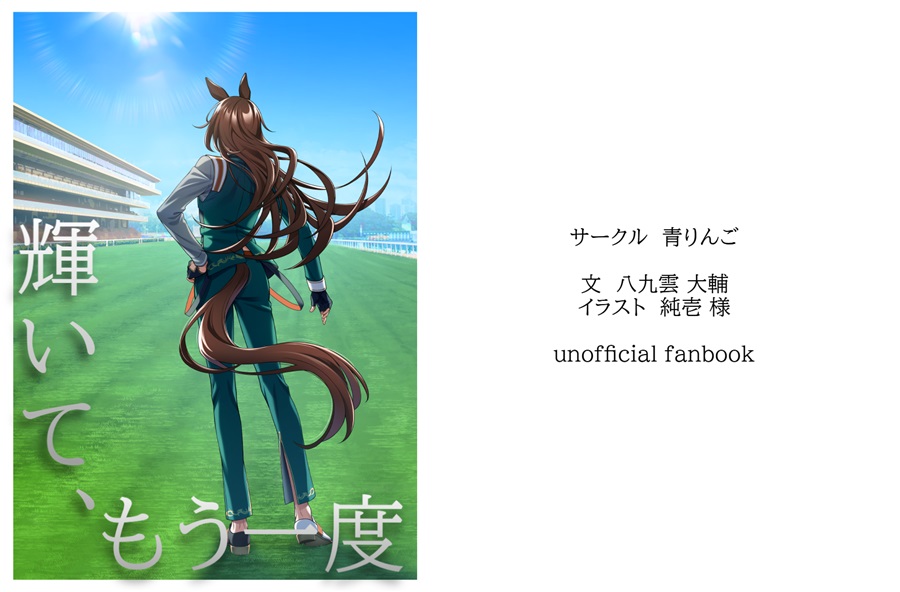 輝いて、
もう一度
サークル 青りんご
文 八九雲 大輔
イラスト 純壱 様
unofficial fanbook